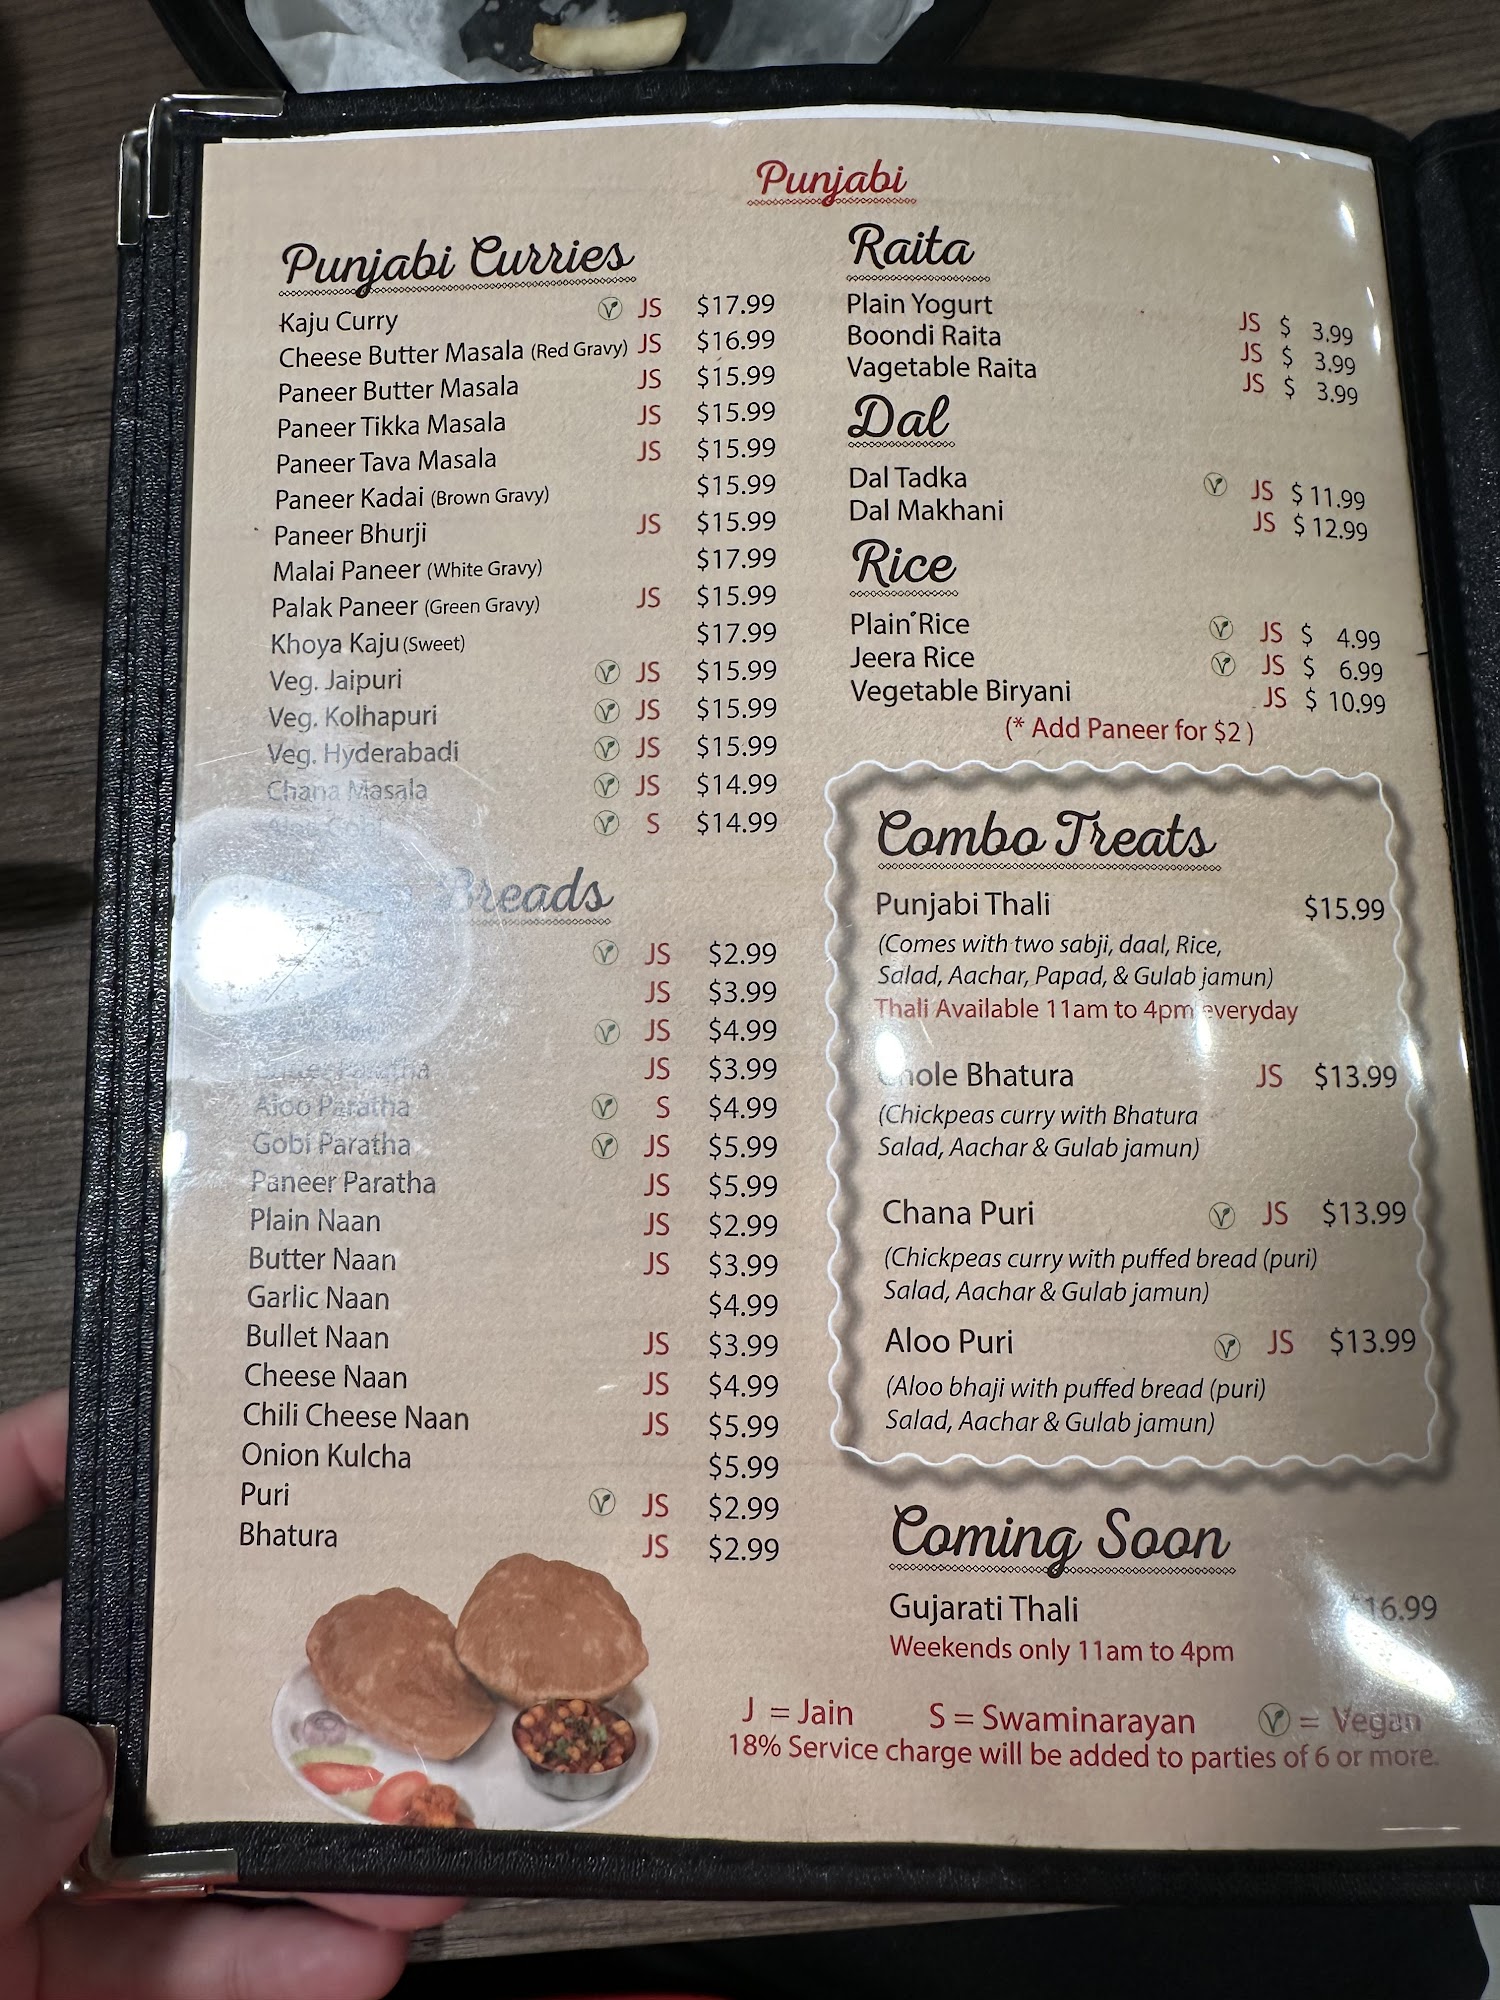 Punjabi
Punjabi Curries
Kaju Curry V JS $17.99
Cheese Butter Masala (Red Gravy) JS $16.99
Paneer Butter Masala JS $15.99
Paneer Tikka Masala JS $15.99
Paneer Tava Masala JS $15.99
Paneer Kadai (Brown Gravy) $15.99
Paneer Bhurji JS $15.99
Malai Paneer (White Gravy) $17.99
Palak Paneer (Green Gravy) JS $15.99
Khoya Kaju (Sweet) $17.99
Veg. Jaipuri V JS $15.99
Veg. Kolhapuri V JS $15.99
Veg. Hyderabadi V JS $15.99
Chana Masala V JS $14.99
V S $14.99
Breads
V JS $2.99
JS $3.99
V JS $4.99
Paratha JS $3.99
Aloo Paratha V S $4.99
Gobi Paratha V JS $5.99
Paneer Paratha JS $5.99
Plain Naan JS $2.99
Butter Naan JS $3.99
Garlic Naan $4.99
Bullet Naan JS $3.99
Cheese Naan JS $4.99
Chili Cheese Naan JS $5.99
Onion Kulcha $5.99
Puri V JS $2.99
Bhatura JS $2.99
Raita
Plain Yogurt JS $ 3.99
Boondi Raita JS $ 3.99
Vagetable Raita JS $ 3.99
Dal
Dal Tadka V JS $ 11.99
Dal Makhani JS $ 12.99
Rice
Plain Rice V JS $ 4.99
Jeera Rice V JS $ 6.99
Vegetable Biryani JS $ 10.99
(* Add Paneer for $2 )
Combo Treats
Punjabi Thali $15.99
(Comes with two sabji, daal, Rice,
Salad, Aachar, Papad, & Gulab jamun)
Thali Available 11am to 4pm everyday
Chole Bhatura JS $13.99
(Chickpeas curry with Bhatura
Salad, Aachar & Gulab jamun)
Chana Puri V JS $13.99
(Chickpeas curry with puffed bread (puri)
Salad, Aachar & Gulab jamun)
Aloo Puri V JS $13.99
(Aloo bhaji with puffed bread (puri)
Salad, Aachar & Gulab jamun)
Coming Soon
Gujarati Thali $16.99
Weekends only 11am to 4pm
J = Jain S = Swaminarayan V = Vegan
18% Service charge will be added to parties of 6 or more.